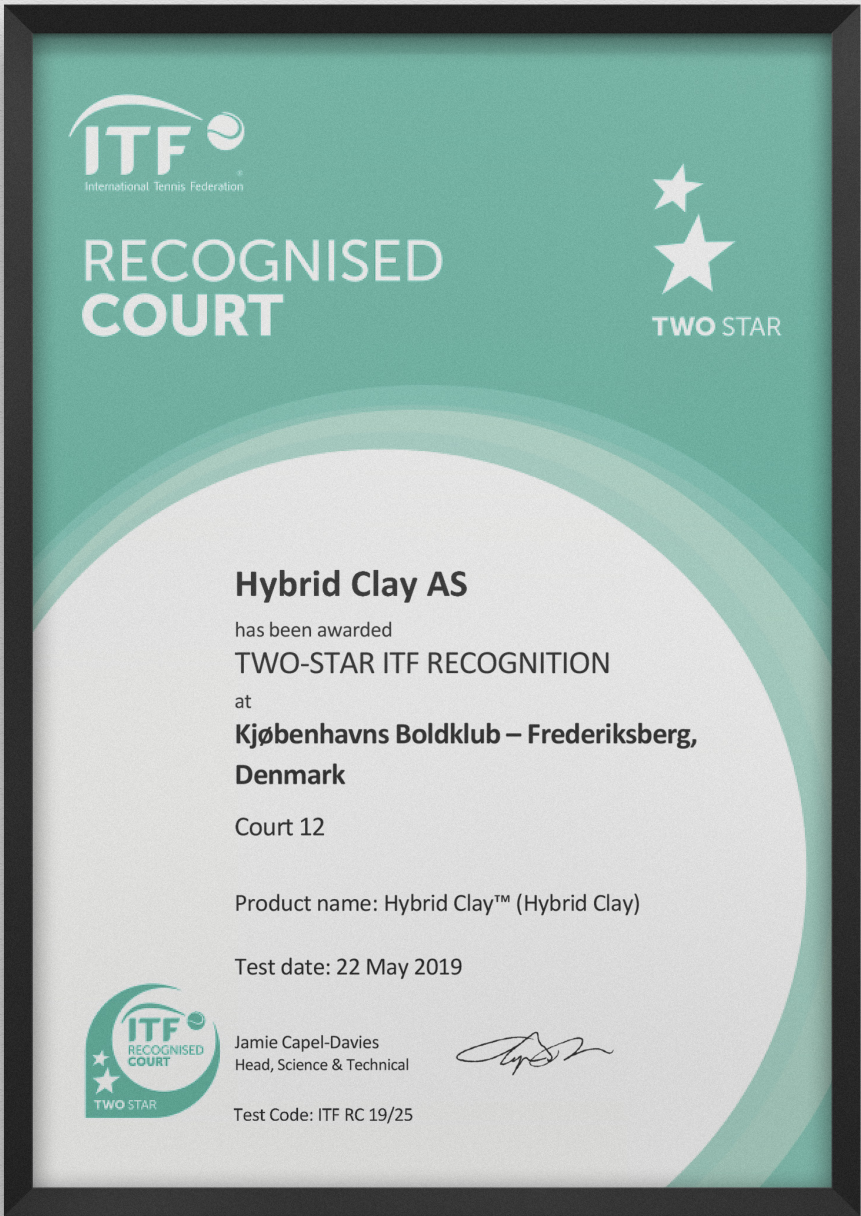 ITF
International Tennis Federation
RECOGNISED
COURT
TWO STAR
Hybrid Clay AS
has been awarded
TWO-STAR ITF RECOGNITION
at
Kjøbenhavns Boldklub – Frederiksberg,
Denmark
Court 12
Product name: Hybrid Clay™ (Hybrid Clay)
Test date: 22 May 2019
Jamie Capel-Davies
Head, Science & Technical
Test Code: ITF RC 19/25
ITF
RECOGNISED
COURT
TWO STAR